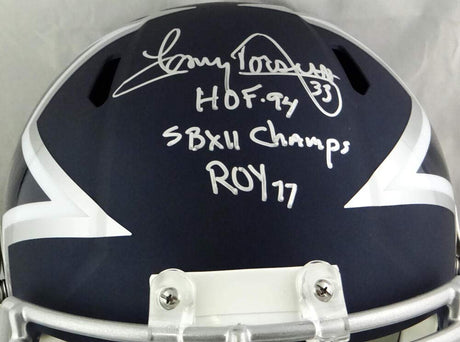 Tony Dorsett 33
HOF-94
SBXII Champs
ROY 77